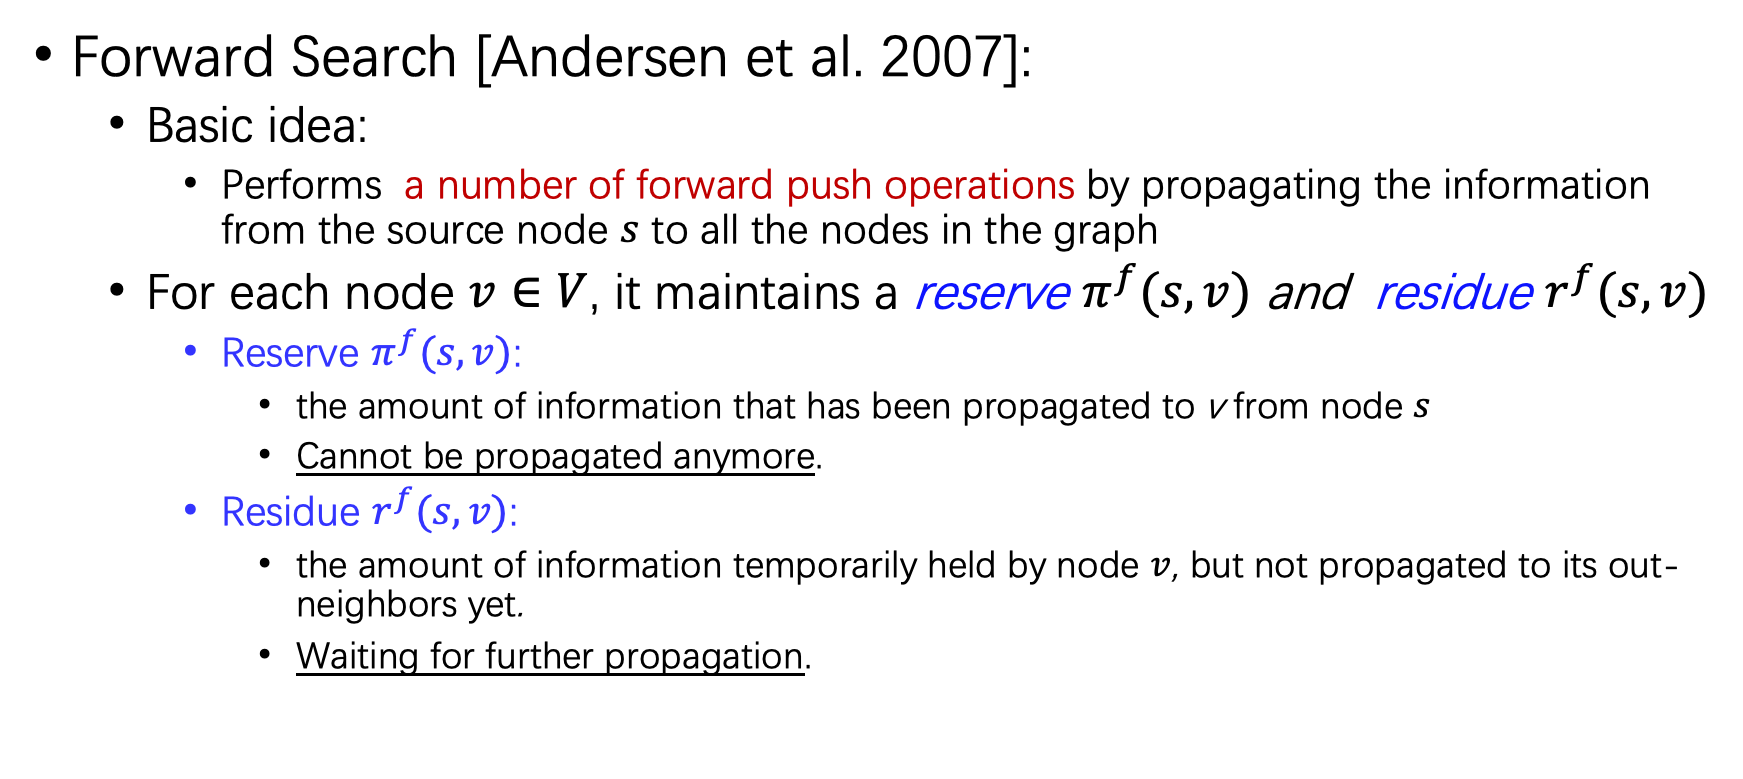 • Forward Search [Andersen et al. 2007]:
• Basic idea:
• Performs a number of forward push operations by propagating the information
from the source node s to all the nodes in the graph
• For each node v ∈ V, it maintains a reserve π^f(s, v) and residue r^f(s, v)
• Reserve π^f(s, v):
• the amount of information that has been propagated to v from node s
• Cannot be propagated anymore.
• Residue r^f(s, v):
• the amount of information temporarily held by node v, but not propagated to its out-
neighbors yet.
• Waiting for further propagation.